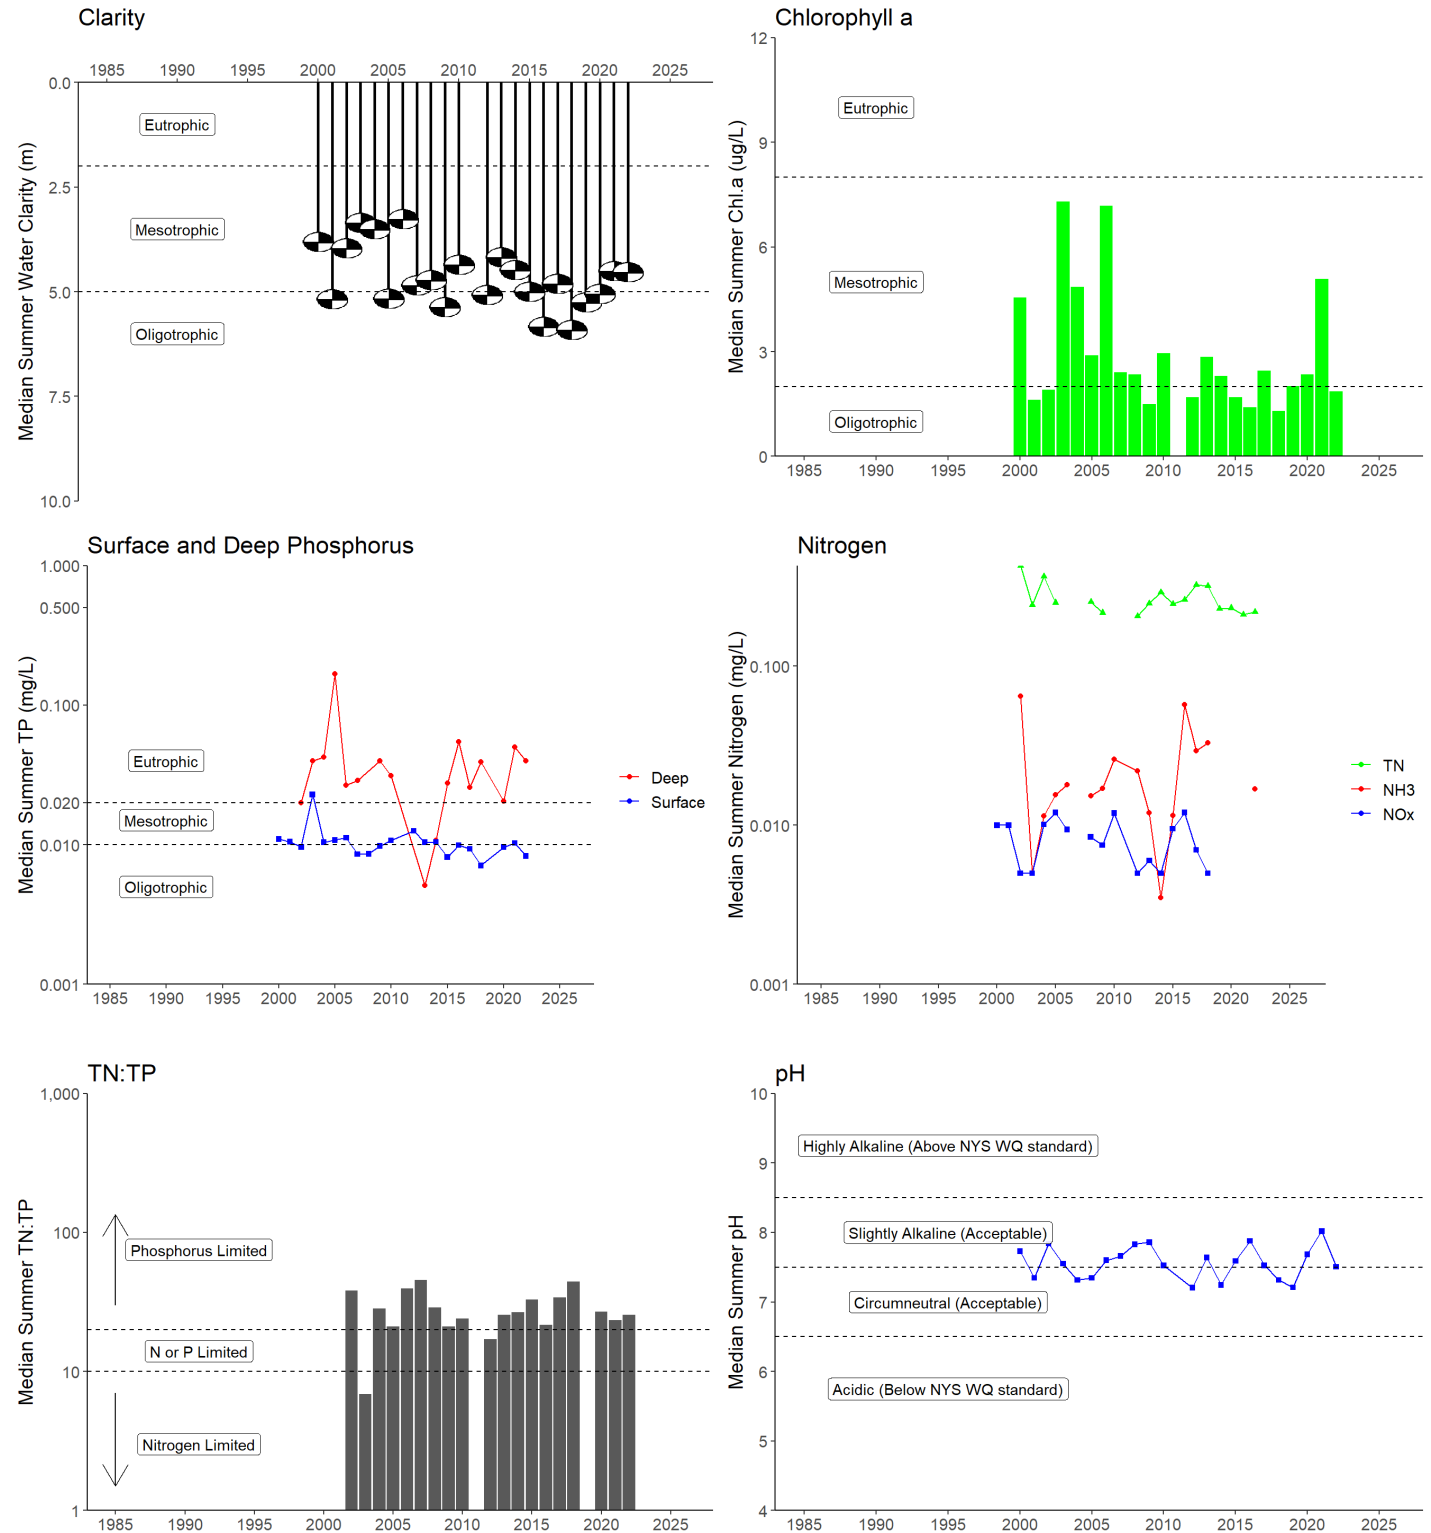 Clarity
1985 1990 1995 2000 2005 2010 2015 2020 2025
0.0
2.5
5.0
7.5
10.0
Median Summer Water Clarity (m)
Eutrophic
Mesotrophic
Oligotrophic
Chlorophyll a
12
9
6
3
0
Median Summer Chl.a (ug/L)
Eutrophic
Mesotrophic
Oligotrophic
1985 1990 1995 2000 2005 2010 2015 2020 2025
Surface and Deep Phosphorus
1.000
0.500
0.100
0.020
0.010
0.001
Median Summer TP (mg/L)
Eutrophic
Mesotrophic
Oligotrophic
Deep
Surface
1985 1990 1995 2000 2005 2010 2015 2020 2025
Nitrogen
0.100
0.010
0.001
Median Summer Nitrogen (mg/L)
TN
NH3
NOx
1985 1990 1995 2000 2005 2010 2015 2020 2025
TN:TP
1,000
100
10
1
Median Summer TN:TP
Phosphorus Limited
N or P Limited
Nitrogen Limited
1985 1990 1995 2000 2005 2010 2015 2020 2025
pH
10
9
8
7
6
5
4
Median Summer pH
Highly Alkaline (Above NYS WQ standard)
Slightly Alkaline (Acceptable)
Circumneutral (Acceptable)
Acidic (Below NYS WQ standard)
1985 1990 1995 2000 2005 2010 2015 2020 2025